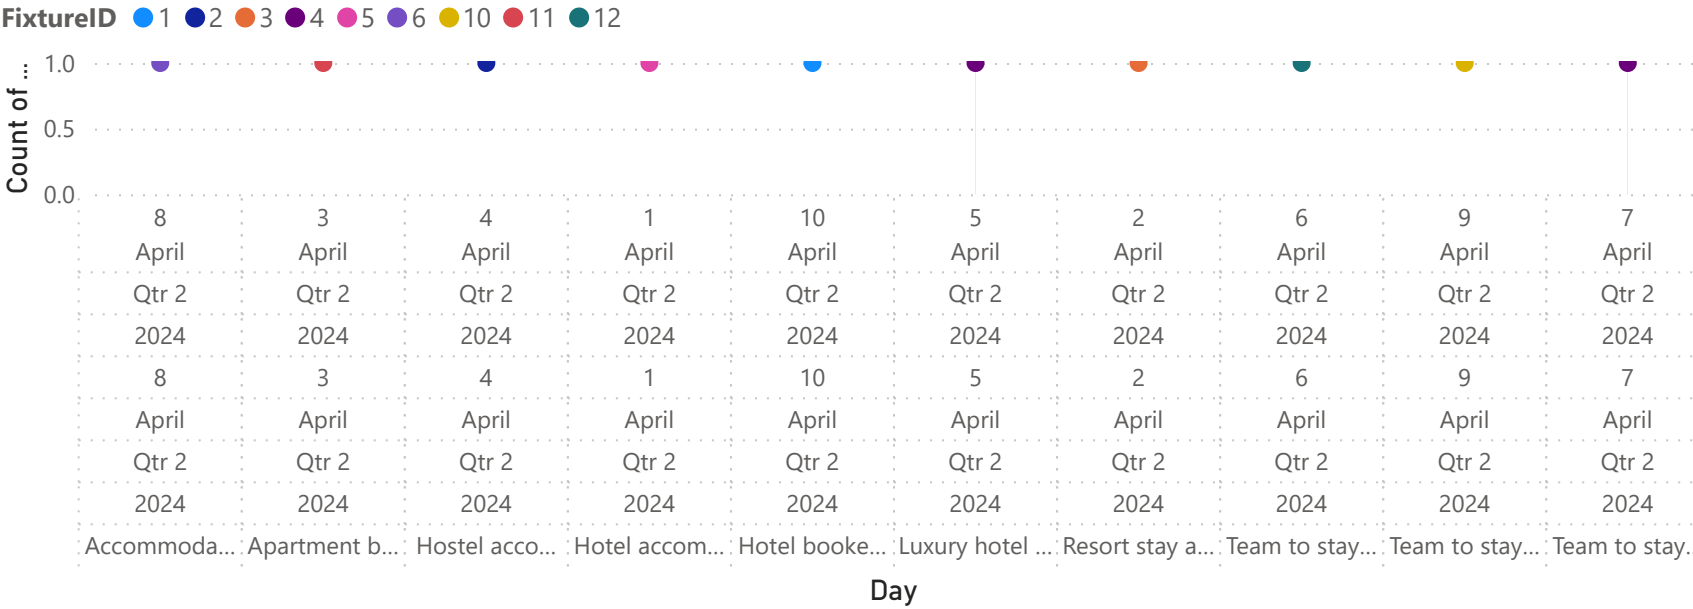 FixtureID 1 2 3 4 5 6 10 11 12
Count of ...
1.0
0.5
0.0
8 3 4 1 10 5 2 6 9 7
April April April April April April April April April April
Qtr 2 Qtr 2 Qtr 2 Qtr 2 Qtr 2 Qtr 2 Qtr 2 Qtr 2 Qtr 2 Qtr 2
2024 2024 2024 2024 2024 2024 2024 2024 2024 2024
8 3 4 1 10 5 2 6 9 7
April April April April April April April April April April
Qtr 2 Qtr 2 Qtr 2 Qtr 2 Qtr 2 Qtr 2 Qtr 2 Qtr 2 Qtr 2 Qtr 2
2024 2024 2024 2024 2024 2024 2024 2024 2024 2024
Accommoda... Apartment b... Hostel acco... Hotel accom... Hotel booke... Luxury hotel ... Resort stay a... Team to stay... Team to stay... Team to stay...
Day